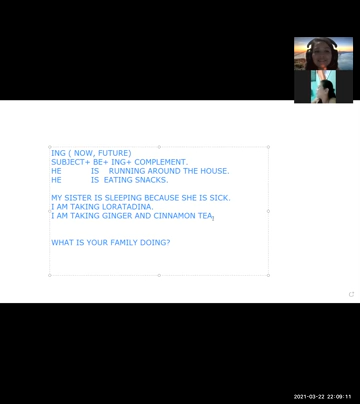 ING ( NOW, FUTURE)
SUBJECT+ BE+ ING+ COMPLEMENT.
HE IS RUNNING AROUND THE HOUSE.
HE IS EATING SNACKS.
MY SISTER IS SLEEPING BECAUSE SHE IS SICK.
I AM TAKING LORATADINA.
I AM TAKING GINGER AND CINNAMON TEA,
WHAT IS YOUR FAMILY DOING?
2021-03-22 22:09:11